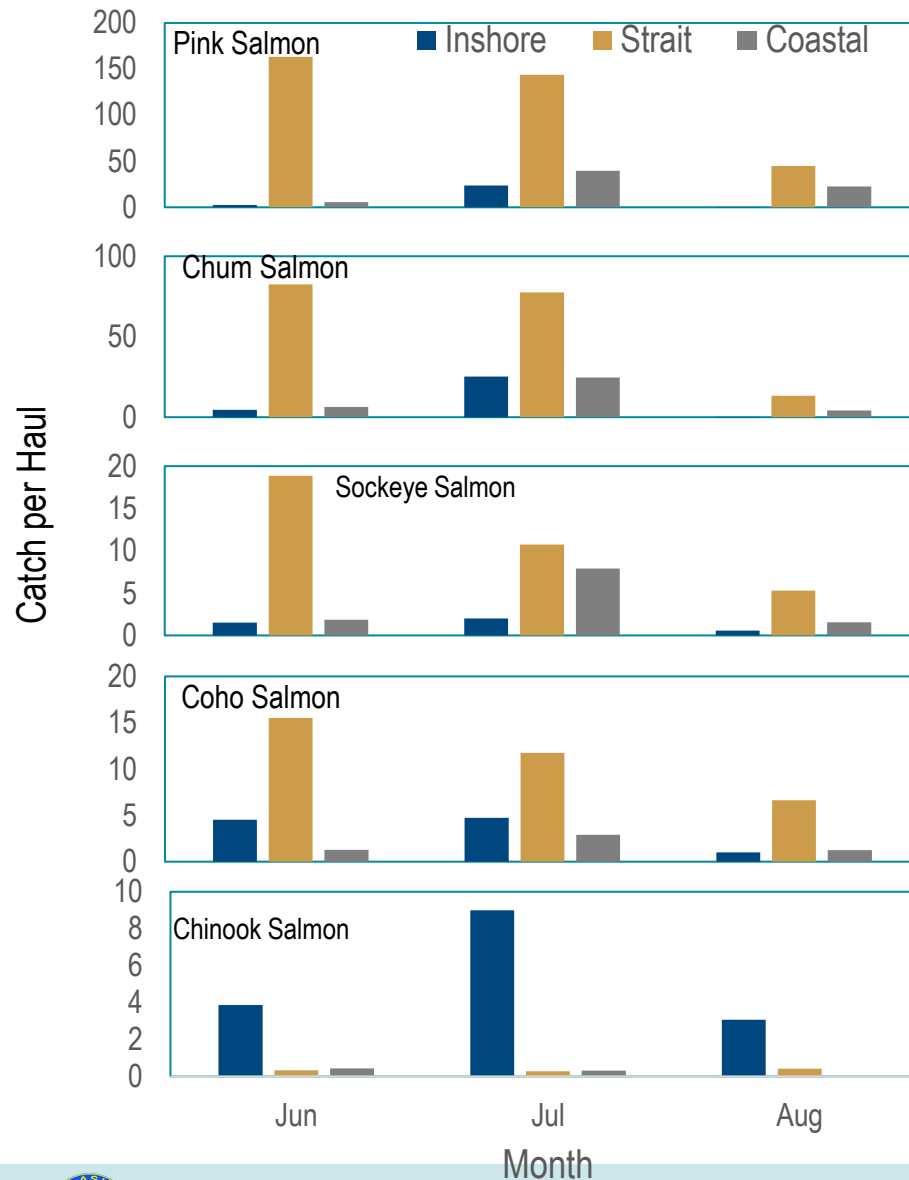 200
150
100
50
0
Pink Salmon
Inshore Strait Coastal
100
50
0
Chum Salmon
Catch per Haul
20
15
10
5
0
Sockeye Salmon
20
15
10
5
0
Coho Salmon
10
8
6
4
2
0
Chinook Salmon
Jun Jul Aug
Month